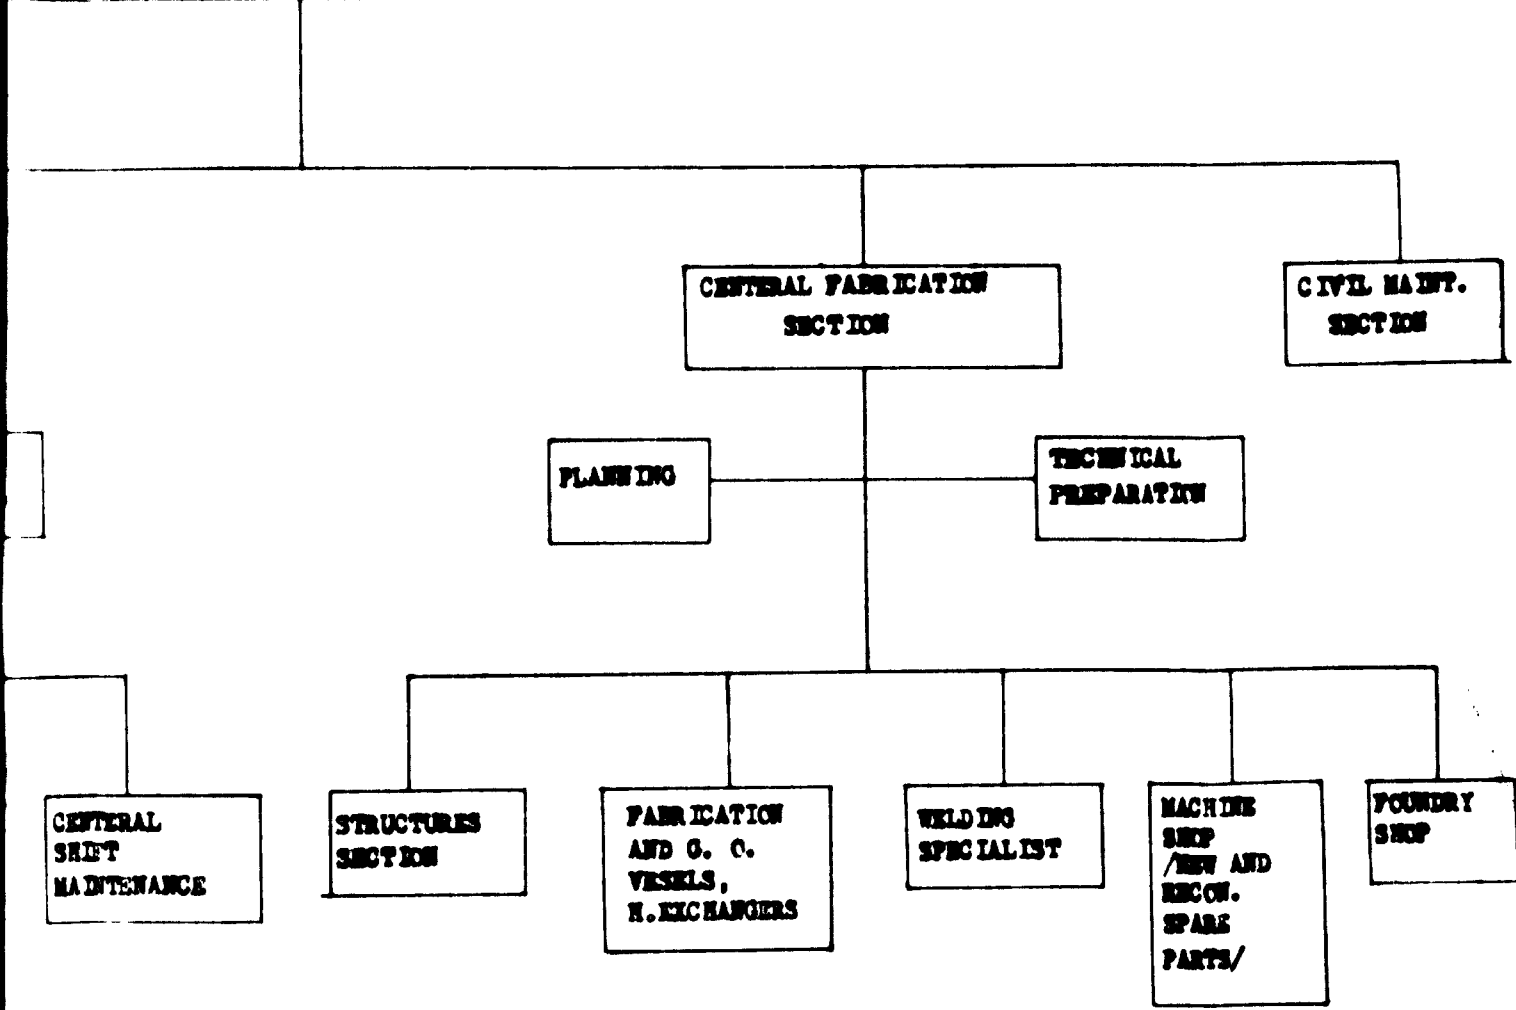 CENTERAL FABRICATION
SECTION
CIVIL MAINT.
SECTION
PLANNING
TECHNICAL
PREPARATION
CENTERAL
SHIFT
MAINTENANCE
STRUCTURES
SECTION
FABRICATION
AND G. O.
VESELS,
H.EXCHANGERS
WELDING
SPECIALIST
MACHINE
SHOP
/NEW AND
RECON.
SPARE
PARTS/
FOUNDRY
SHOP